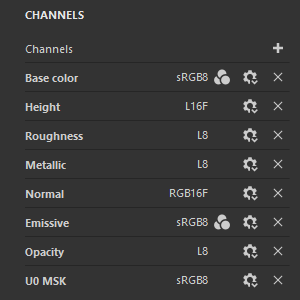 CHANNELS
Channels
Base color sRGB8
Height L16F
Roughness L8
Metallic L8
Normal RGB16F
Emissive sRGB8
Opacity L8
U0 MSK sRGB8